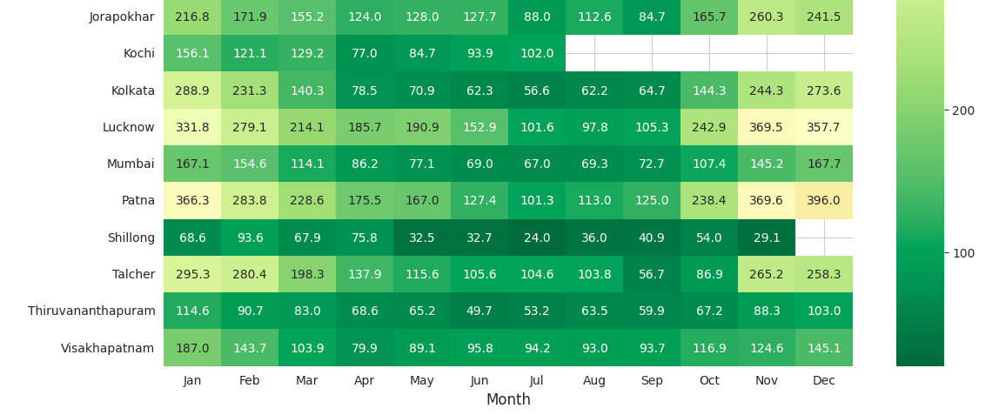 Jorapokhar 216.8 171.9 155.2 124.0 128.0 127.7 88.0 112.6 84.7 165.7 260.3 241.5
Kochi 156.1 121.1 129.2 77.0 84.7 93.9 102.0
Kolkata 288.9 231.3 140.3 78.5 70.9 62.3 56.6 62.2 64.7 144.3 244.3 273.6
200
Lucknow 331.8 279.1 214.1 185.7 190.9 152.9 101.6 97.8 105.3 242.9 369.5 357.7
Mumbai 167.1 154.6 114.1 86.2 77.1 69.0 67.0 69.3 72.7 107.4 145.2 167.7
Patna 366.3 283.8 228.6 175.5 167.0 127.4 101.3 113.0 125.0 238.4 369.6 396.0
Shillong 68.6 93.6 67.9 75.8 32.5 32.7 24.0 36.0 40.9 54.0 29.1
100
Talcher 295.3 280.4 198.3 137.9 115.6 105.6 104.6 103.8 56.7 86.9 265.2 258.3
Thiruvananthapuram 114.6 90.7 83.0 68.6 65.2 49.7 53.2 63.5 59.9 67.2 88.3 103.0
Visakhapatnam 187.0 143.7 103.9 79.9 89.1 95.8 94.2 93.0 93.7 116.9 124.6 145.1
Jan Feb Mar Apr May Jun Jul Aug Sep Oct Nov Dec
Month